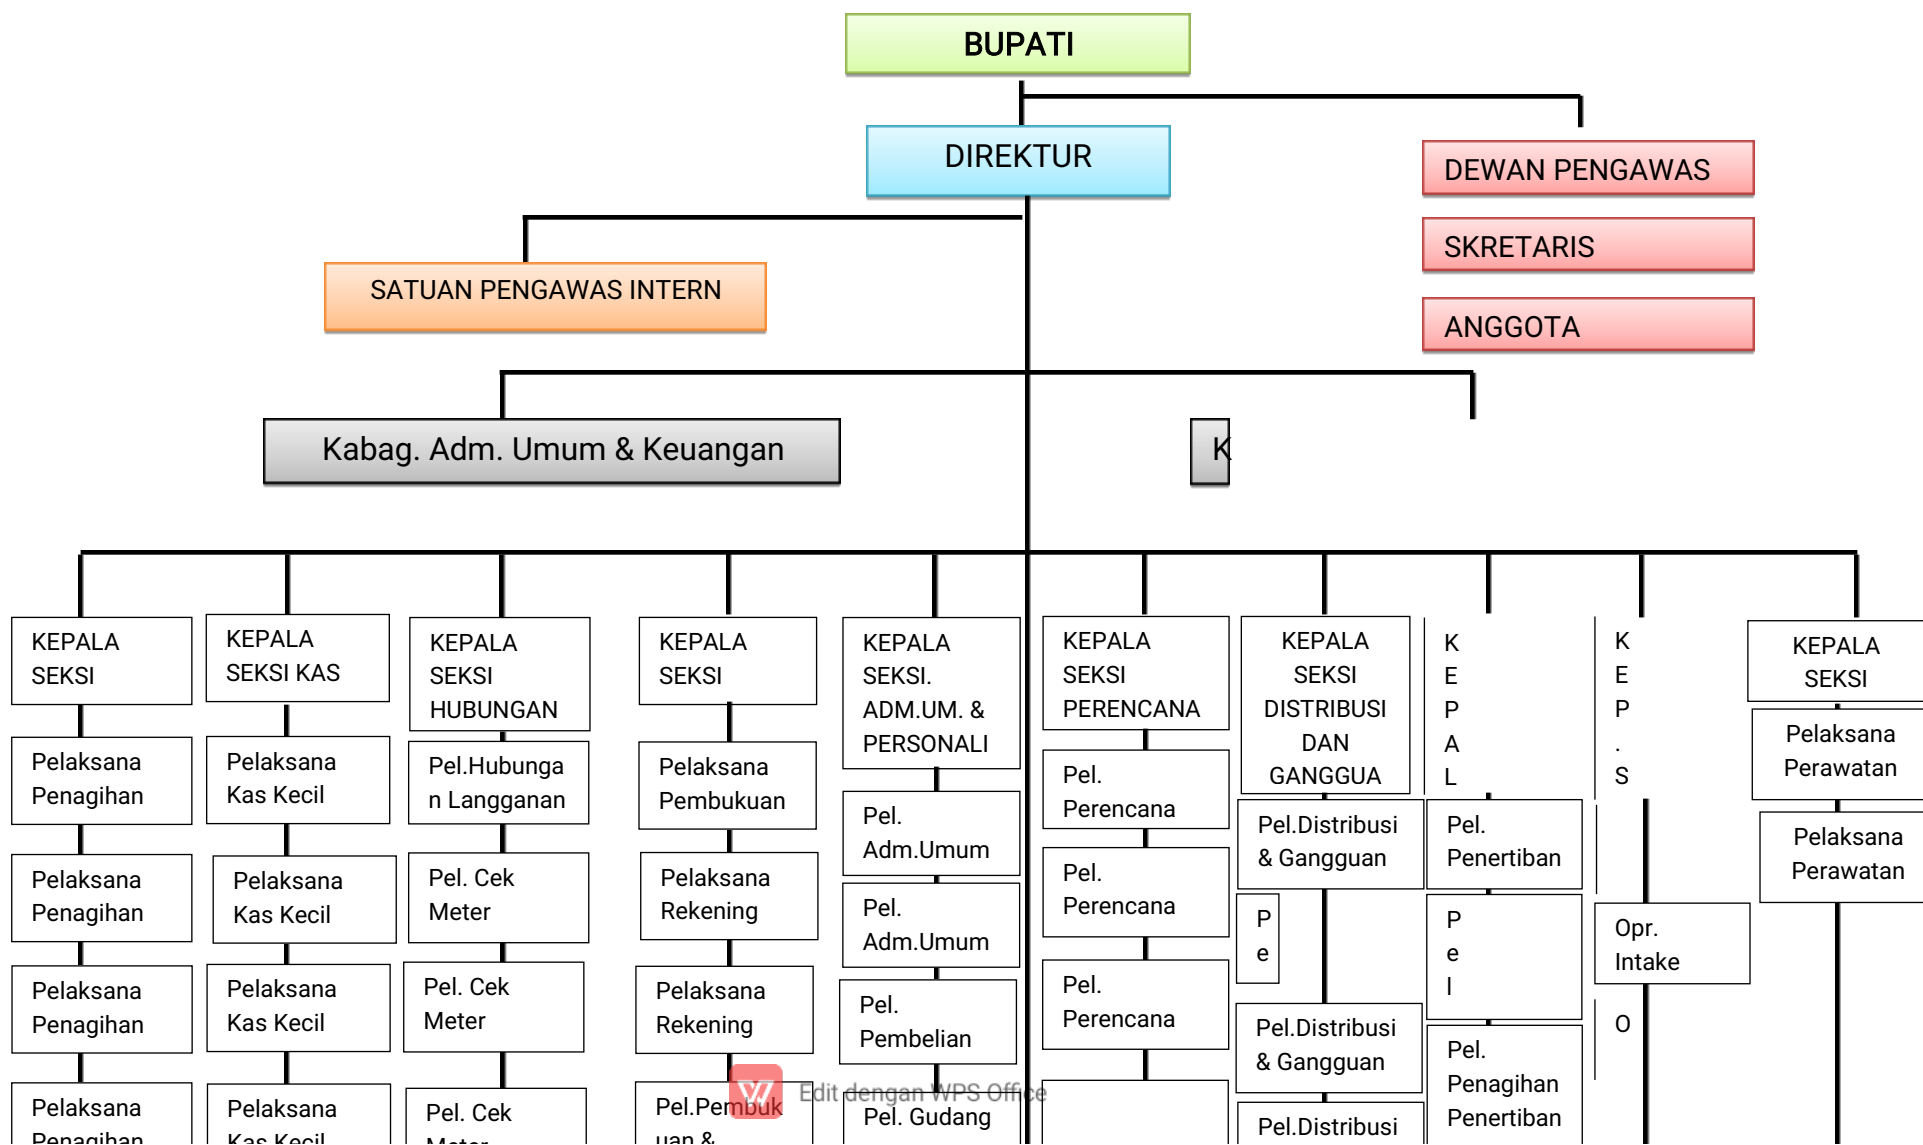 BUPATI
DIREKTUR
DEWAN PENGAWAS
SKRETARIS
ANGGOTA
SATUAN PENGAWAS INTERN
Kabag. Adm. Umum & Keuangan
K
KEPALA
SEKSI
Pelaksana
Penagihan
Pelaksana
Penagihan
Pelaksana
Penagihan
Pelaksana
Penagihan
KEPALA
SEKSI KAS
Pelaksana
Kas Kecil
Pelaksana
Kas Kecil
Pelaksana
Kas Kecil
Pelaksana
Kas Kecil
KEPALA
SEKSI
HUBUNGAN
Pel.Hubunga
n Langganan
Pel. Cek
Meter
Pel. Cek
Meter
Pel. Cek
Meter
KEPALA
SEKSI
Pelaksana
Pembukuan
Pelaksana
Rekening
Pelaksana
Rekening
Pel.Pembuk
uan &
KEPALA
SEKSI.
ADM.UM. &
PERSONALI
Pel.
Adm.Umum
Pel.
Adm.Umum
Pel.
Pembelian
Pel. Gudang
KEPALA
SEKSI
PERENCANA
Pel.
Perencana
Pel.
Perencana
Pel.
Perencana
KEPALA
SEKSI
DISTRIBUSI
DAN
GANGGUA
Pel.Distribusi
& Gangguan
P
e
Pel.Distribusi
& Gangguan
Pel.Distribusi
K
E
P
A
L
Pel.
Penertiban
P
e
l
Pel.
Penagihan
Penertiban
K
E
P
.
S
Opr.
Intake
O
KEPALA
SEKSI
Pelaksana
Perawatan
Pelaksana
Perawatan
Edit dengan WPS Office